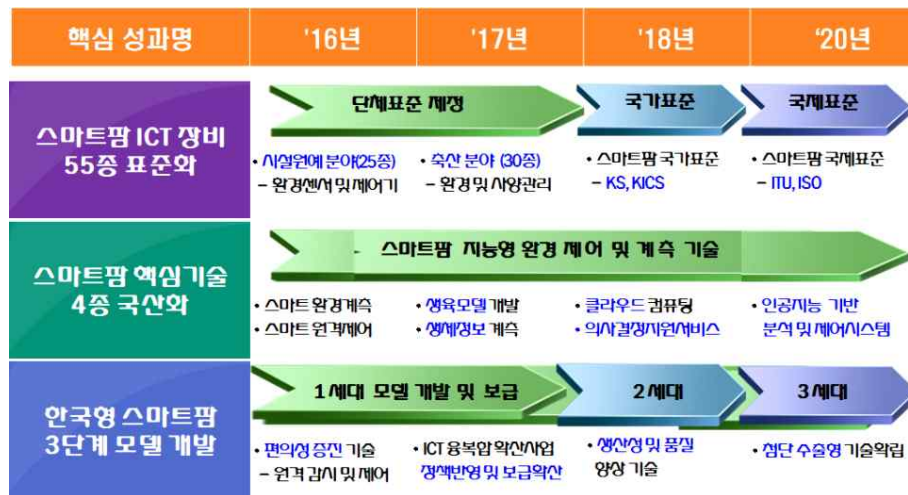 핵심 성과명 '16년 '17년 '18년 '20년
스마트팜 ICT 장비
55종 표준화
단체표준 제정
국가표준
국제표준
• 시설원예 분야(25종)
– 환경센서 및 제어기
• 축산 분야 (30종)
– 환경 및 사양관리
• 스마트팜 국가표준
– KS, KICS
• 스마트팜 국제표준
– ITU, ISO
스마트팜 핵심기술
4종 국산화
스마트팜 지능형 환경 제어 및 계측 기술
• 스마트 환경계측
• 스마트 원격제어
• 생육모델 개발
• 생체정보 계측
• 클라우드 컴퓨팅
• 의사결정지원서비스
• 인공지능 기반
분석 및 제어시스템
한국형 스마트팜
3단계 모델 개발
1세대 모델 개발 및 보급
2세대
3세대
• 편의성 증진 기술
– 원격 감시 및 제어
• ICT 융복합 확산사업
정책반영 및 보급확산
• 생산성 및 품질
향상 기술
• 첨단 수출형 기술확립